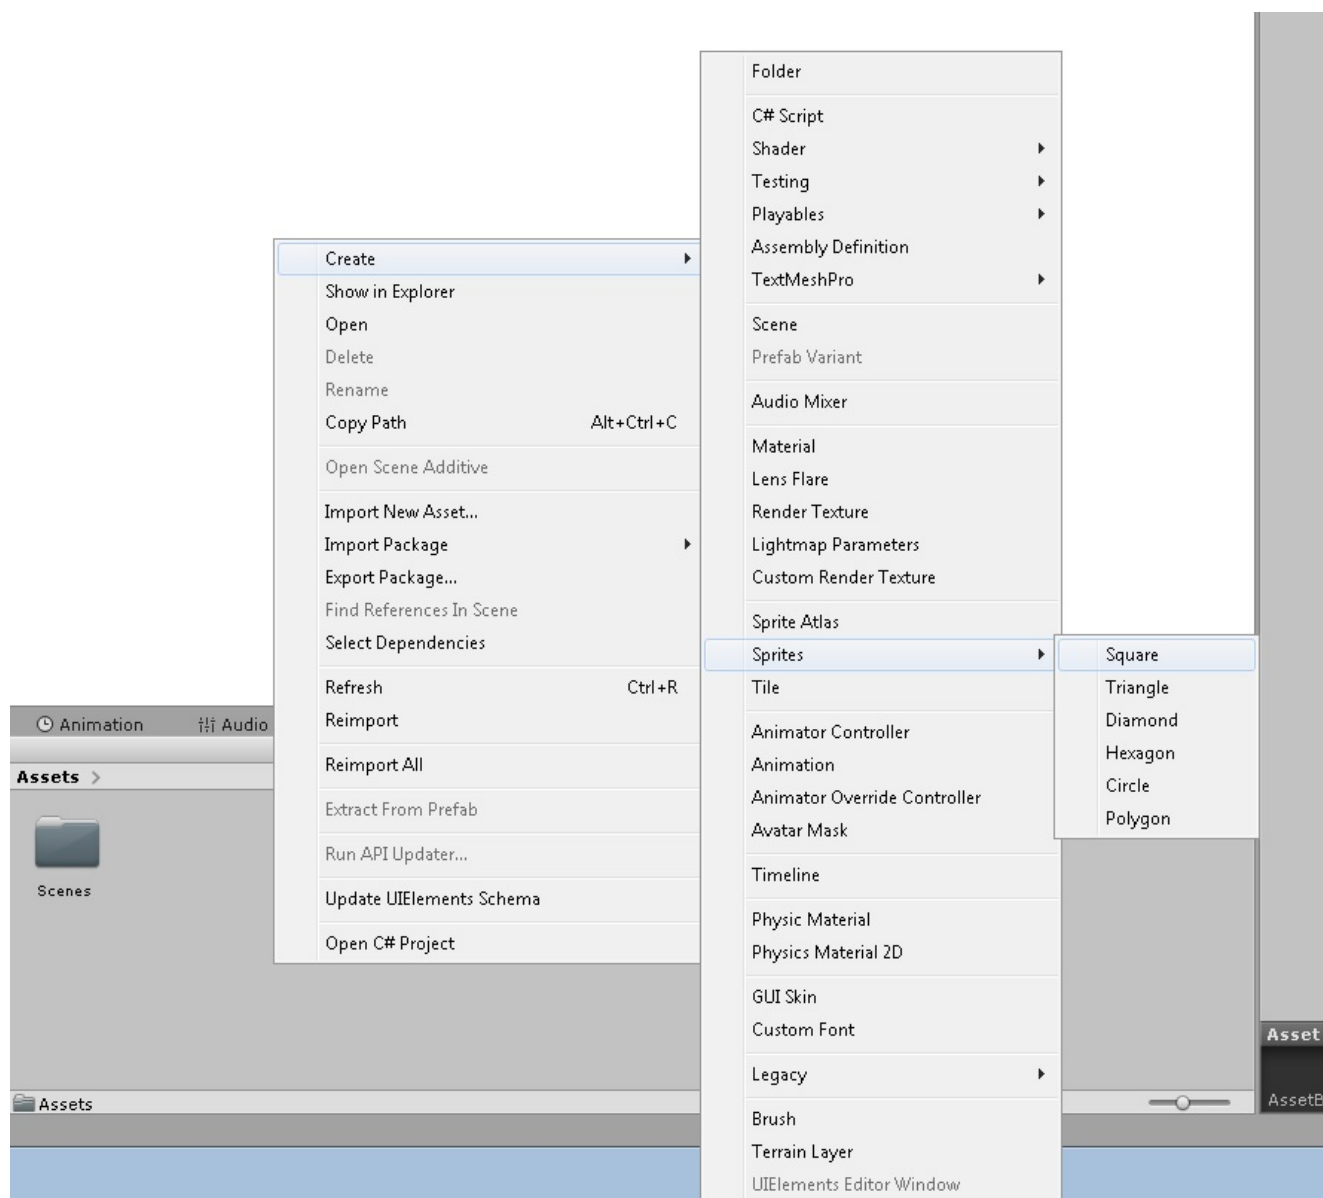 Folder
C# Script
Shader
Testing
Playables
Assembly Definition
TextMeshPro
Scene
Prefab Variant
Audio Mixer
Material
Lens Flare
Render Texture
Lightmap Parameters
Custom Render Texture
Sprite Atlas
Sprites
Tile
Animator Controller
Animation
Animator Override Controller
Avatar Mask
Timeline
Physic Material
Physics Material 2D
GUI Skin
Custom Font
Legacy
Brush
Terrain Layer
UIElements Editor Window
Create
Show in Explorer
Open
Delete
Rename
Copy Path Alt+Ctrl+C
Open Scene Additive
Import New Asset...
Import Package
Export Package...
Find References In Scene
Select Dependencies
Refresh Ctrl+R
Reimport
Reimport All
Extract From Prefab
Run API Updater...
Update UIElements Schema
Open C# Project
Square
Triangle
Diamond
Hexagon
Circle
Polygon
Animation Audio
Assets >
Scenes
Assets
Asset
AssetB